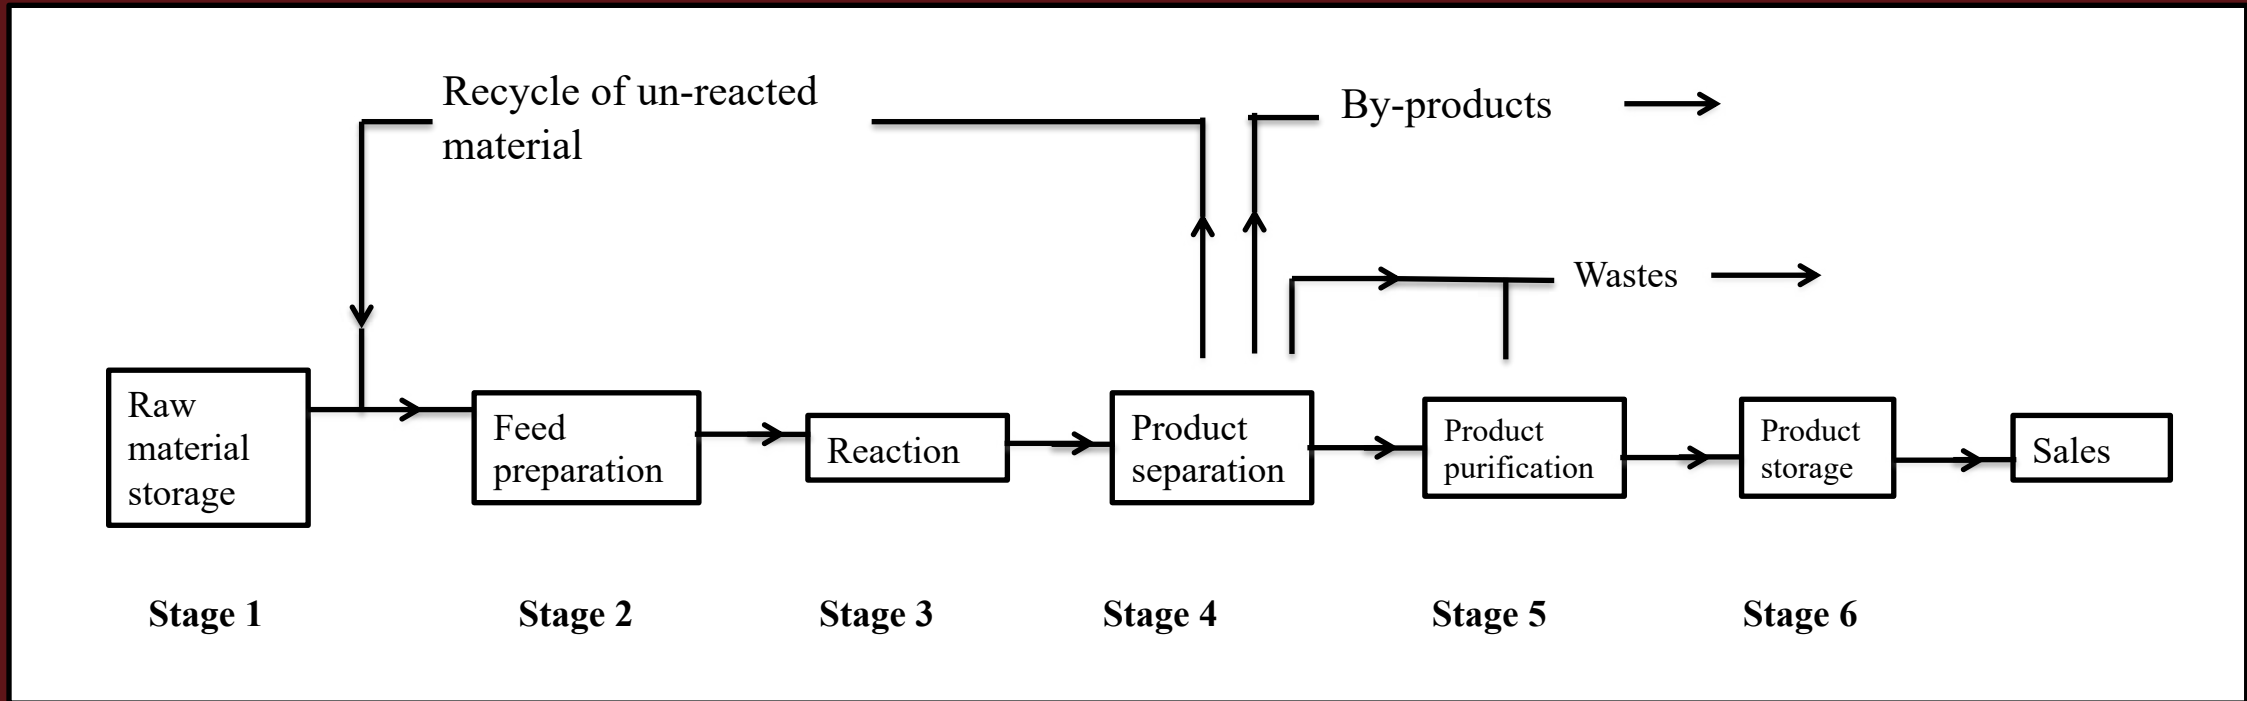 Recycle of un-reacted
material
By-products
Wastes
Raw
material
storage
Feed
preparation
Reaction
Product
separation
Product
purification
Product
storage
Sales
Stage 1
Stage 2
Stage 3
Stage 4
Stage 5
Stage 6